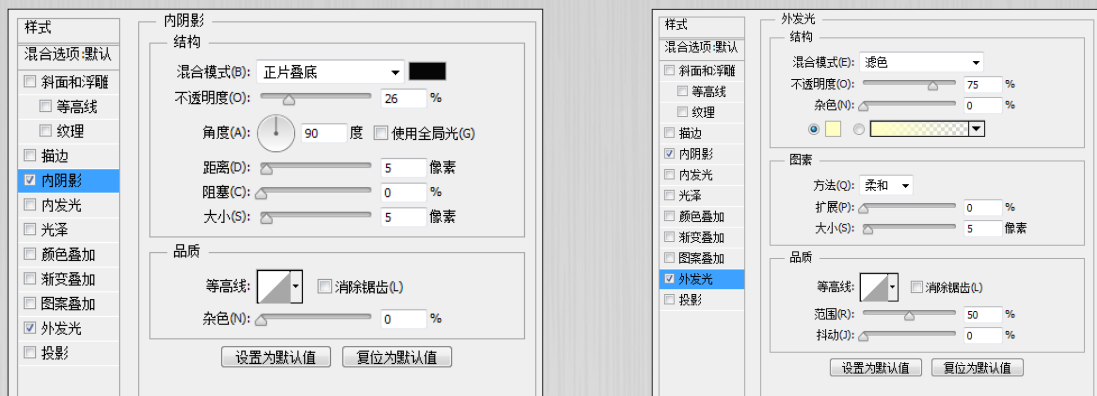 样式
混合选项:默认
斜面和浮雕
等高线
纹理
描边
内阴影
内发光
光泽
颜色叠加
渐变叠加
图案叠加
外发光
投影
内阴影
结构
混合模式(B): 正片叠底
不透明度(O): 26 %
角度(A): 90 度 使用全局光(G)
距离(D): 5 像素
阻塞(C): 0 %
大小(S): 5 像素
品质
等高线: 消除锯齿(L)
杂色(N): 0 %
设置为默认值 复位为默认值
样式
混合选项:默认
斜面和浮雕
等高线
纹理
描边
内阴影
内发光
光泽
颜色叠加
渐变叠加
图案叠加
外发光
投影
外发光
结构
混合模式(E): 滤色
不透明度(O): 75 %
杂色(N): 0 %
图素
方法(Q): 柔和
扩展(P): 0 %
大小(S): 5 像素
品质
等高线: 消除锯齿(L)
范围(R): 50 %
抖动(J): 0 %
设置为默认值 复位为默认值